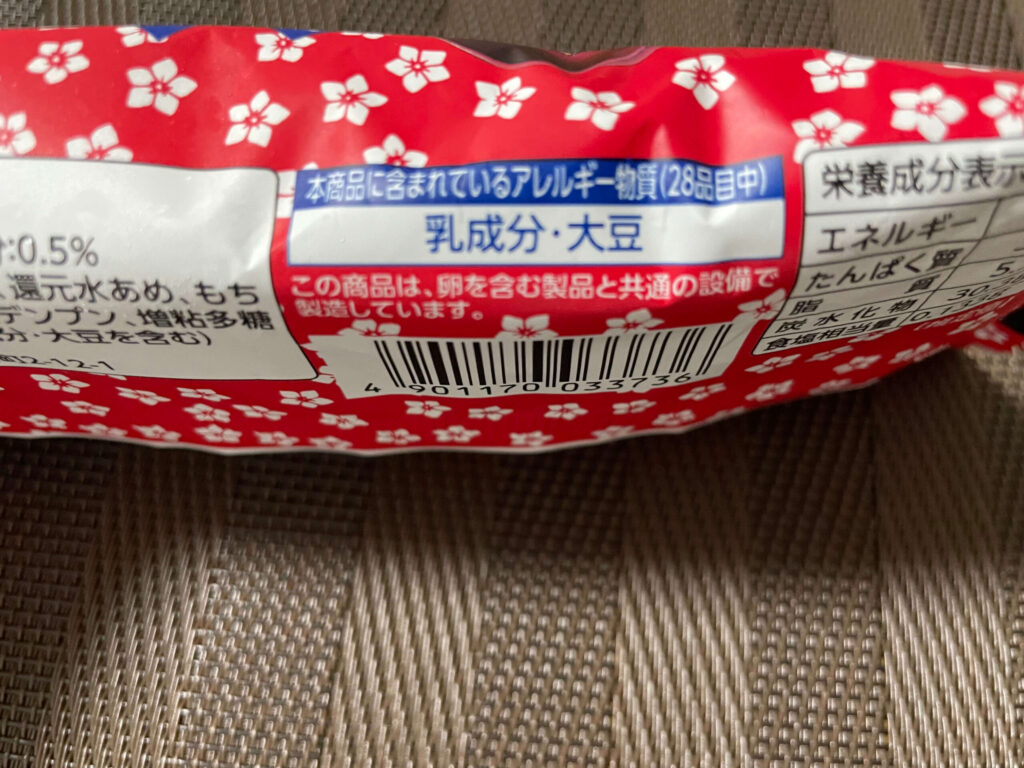 分:0.5%
、還元水あめ、もち
デンプン、増粘多糖
分・大豆を含む)
12-12-1
本商品に含まれているアレルギー物質(28品目中)
乳成分・大豆
この商品は、卵を含む製品と共通の設備で
製造しています。
4 901170 033736
栄養成分表示
エネルギー
たんぱく質
脂質
炭水化物
食塩相当量